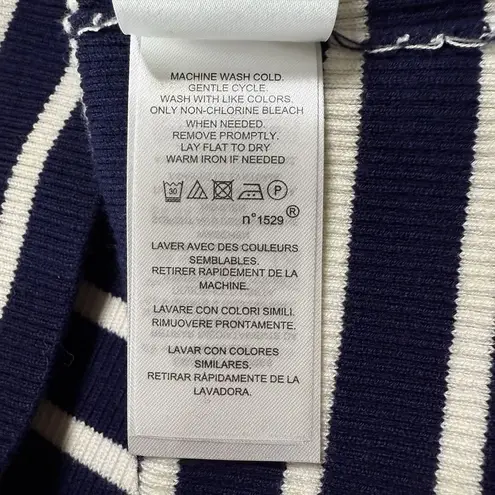 MACHINE WASH COLD.
GENTLE CYCLE.
WASH WITH LIKE COLORS.
ONLY NON-CHLORINE BLEACH
WHEN NEEDED.
REMOVE PROMPTLY.
LAY FLAT TO DRY
WARM IRON IF NEEDED
30 P
n°1529®
LAVER AVEC DES COULEURS
SEMBLABLES.
RETIRER RAPIDEMENT DE LA
MACHINE.
LAVARE CON COLORI SIMILI.
RIMUOVERE PRONTAMENTE.
LAVAR CON COLORES
SIMILARES.
RETIRAR RÁPIDAMENTE DE LA
LAVADORA.